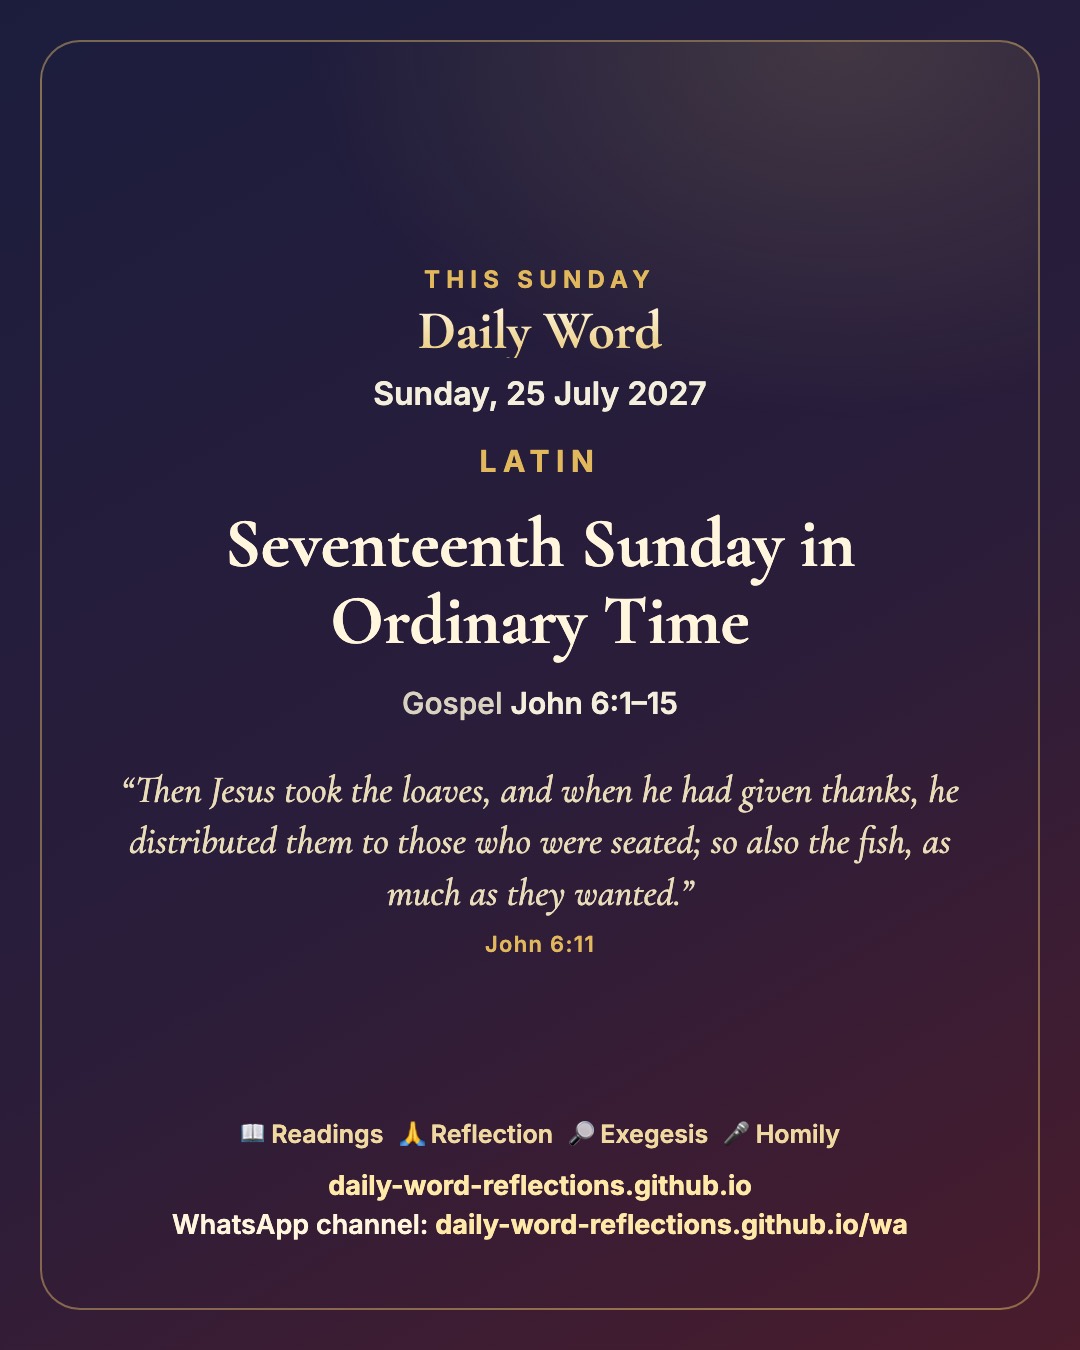 THIS SUNDAY
Daily Word
Sunday, 25 July 2027
LATIN
Seventeenth Sunday in
Ordinary Time
Gospel John 6:1–15
“Then Jesus took the loaves, and when he had given thanks, he
distributed them to those who were seated; so also the fish, as
much as they wanted.”
John 6:11
📖 Readings 🙏 Reflection 🔎 Exegesis 🎤 Homily
daily-word-reflections.github.io
WhatsApp channel: daily-word-reflections.github.io/wa